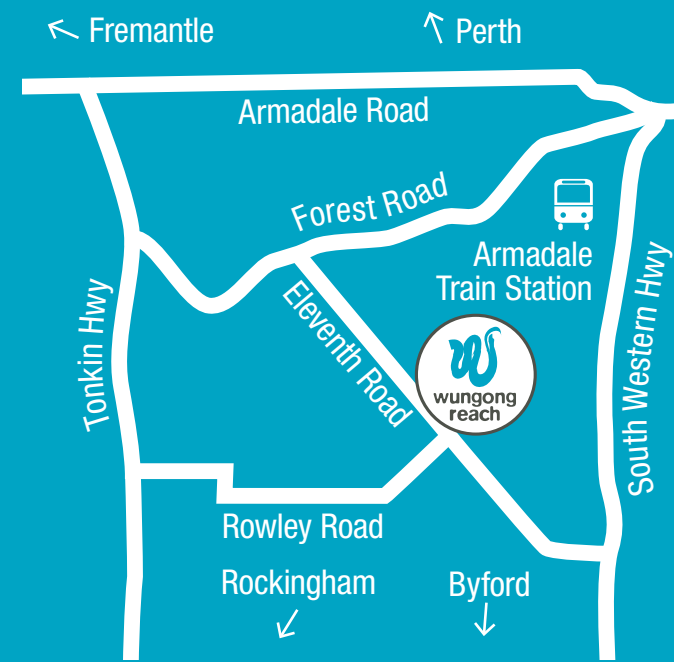 Fremantle
Perth
Armadale Road
Forest Road
Armadale
Train Station
Tonkin Hwy
Eleventh Road
South Western Hwy
wungong
reach
Rowley Road
Rockingham
Byford